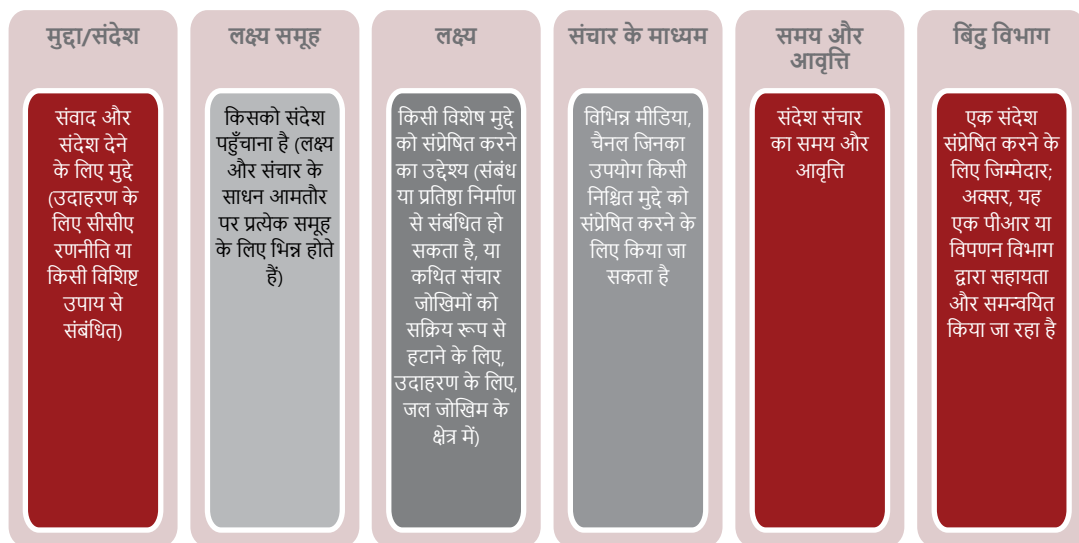 मुद्दा/संदेश
संवाद और
संदेश देने
के लिए मुद्दे
(उदाहरण के
लिए सीसीए
रणनीति या
किसी विशिष्ट
उपाय से
संबंधित)
लक्ष्य समूह
किसको संदेश
पहुँचाना है (लक्ष्य
और संचार के
साधन आमतौर
पर प्रत्येक समूह
के लिए भिन्न होते
हैं)
लक्ष्य
किसी विशेष मुद्दे
को संप्रेषित करने
का उद्देश्य (संबंध
या प्रतिष्ठा निर्माण
से संबंधित हो
सकता है, या
कथित संचार
जोखिमों को
सक्रिय रूप से
हटाने के लिए,
उदाहरण के लिए,
जल जोखिम के
क्षेत्र में)
संचार के माध्यम
विभिन्न मीडिया,
चैनल जिनका
उपयोग किसी
निश्चित मुद्दे को
संप्रेषित करने के
लिए किया जा
सकता है
समय और
आवृत्ति
संदेश संचार
का समय और
आवृत्ति
बिंदु विभाग
एक संदेश
संप्रेषित करने के
लिए जिम्मेदार;
अक्सर, यह
एक पीआर या
विपणन विभाग
द्वारा सहायता
और समन्वयित
किया जा रहा है